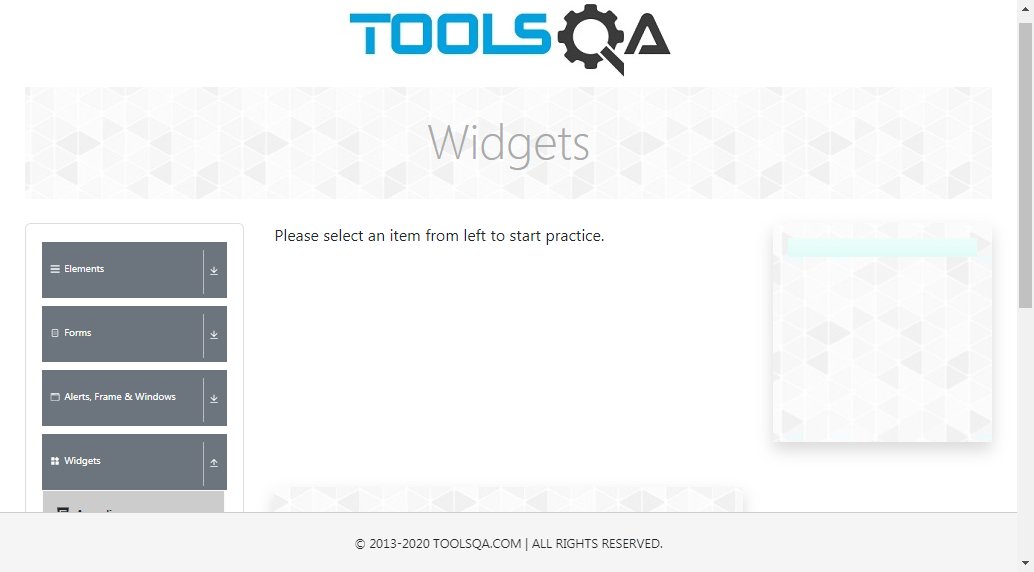 TOOLSQA
Widgets
Please select an item from left to start practice.
Elements
Forms
Alerts, Frame & Windows
Widgets
© 2013-2020 TOOLSQA.COM | ALL RIGHTS RESERVED.